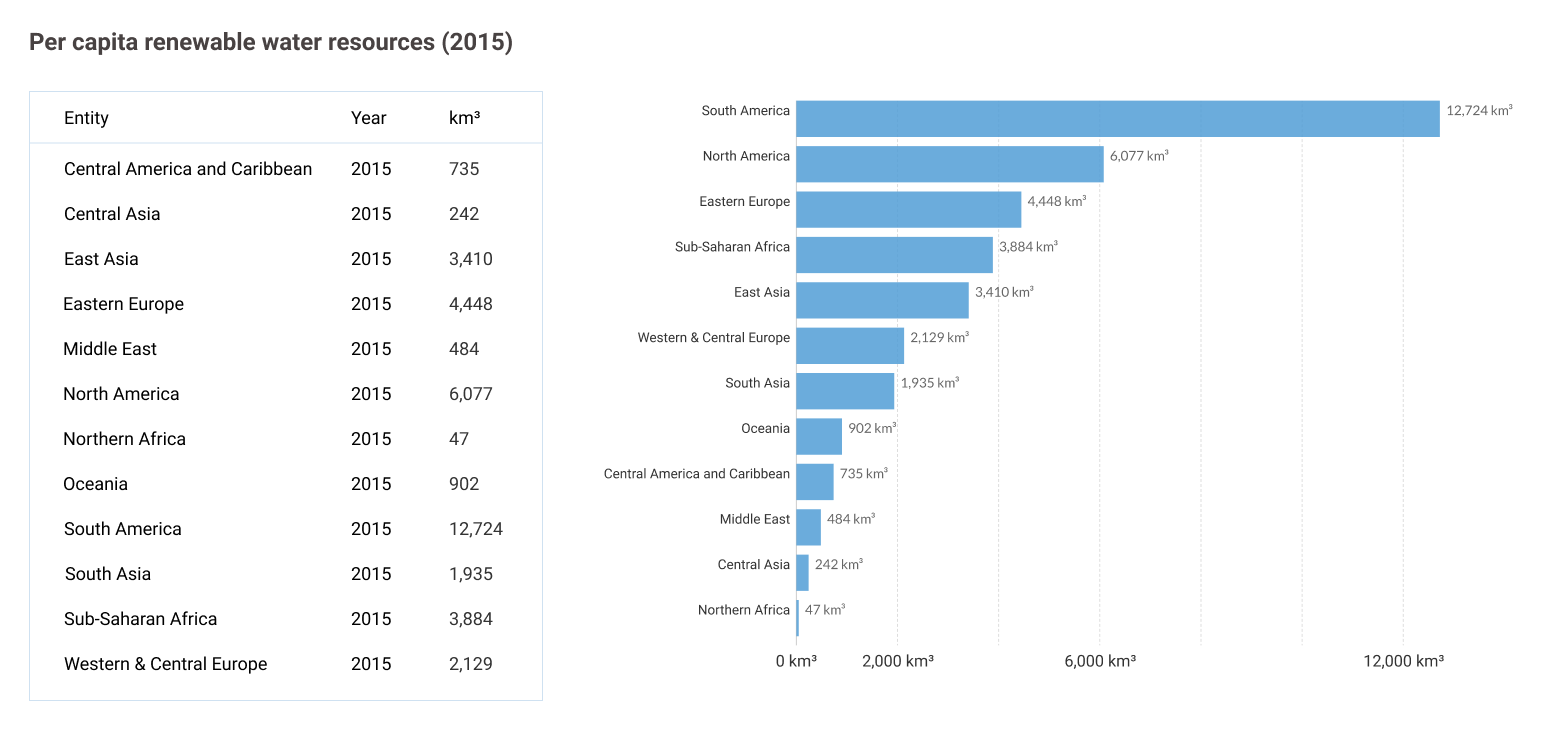 Per capita renewable water resources (2015)
Entity Year km³
Central America and Caribbean 2015 735
Central Asia 2015 242
East Asia 2015 3,410
Eastern Europe 2015 4,448
Middle East 2015 484
North America 2015 6,077
Northern Africa 2015 47
Oceania 2015 902
South America 2015 12,724
South Asia 2015 1,935
Sub-Saharan Africa 2015 3,884
Western & Central Europe 2015 2,129
South America 12,724 km³
North America 6,077 km³
Eastern Europe 4,448 km³
Sub-Saharan Africa 3,884 km³
East Asia 3,410 km³
Western & Central Europe 2,129 km³
South Asia 1,935 km³
Oceania 902 km³
Central America and Caribbean 735 km³
Middle East 484 km³
Central Asia 242 km³
Northern Africa 47 km³
0 km³ 2,000 km³ 6,000 km³ 12,000 km³